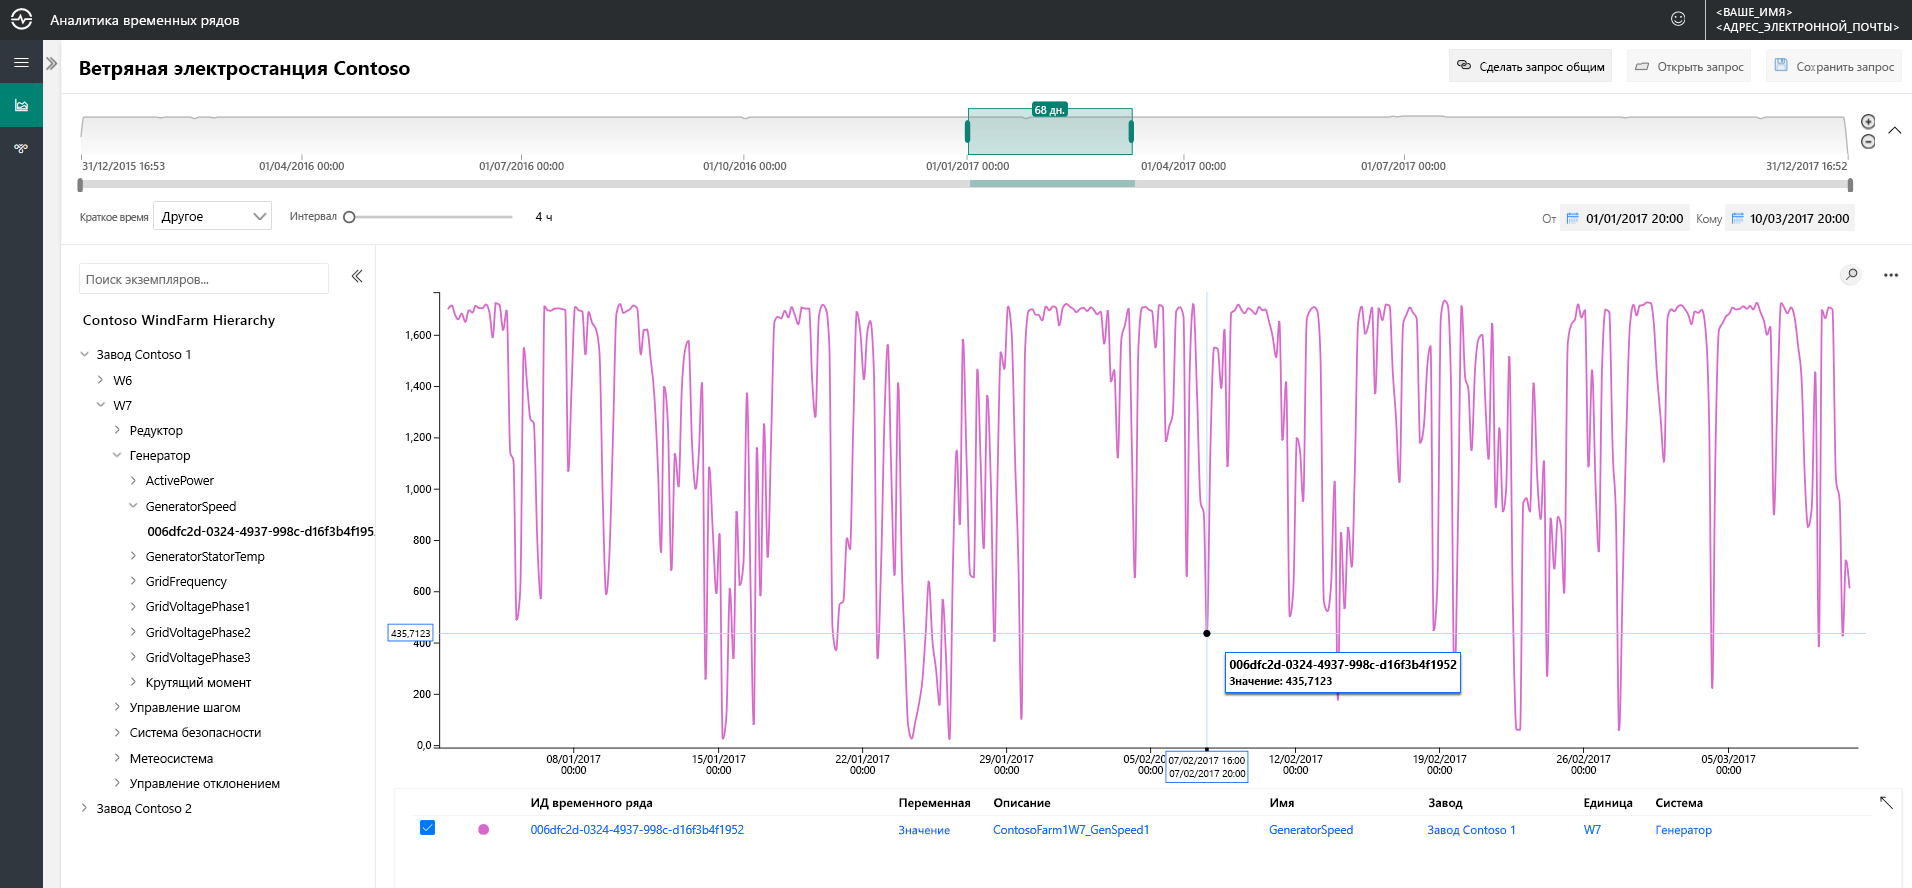 Аналитика временных рядов
<ВАШЕ_ИМЯ>
<АДРЕС_ЭЛЕКТРОННОЙ_ПОЧТЫ>
Ветряная электростанция Contoso
Сделать запрос общим
Открыть запрос
Сохранить запрос
68 дн.
31/12/2015 16:53
01/04/2016 00:00
01/07/2016 00:00
01/10/2016 00:00
01/01/2017 00:00
01/04/2017 00:00
01/07/2017 00:00
31/12/2017 16:52
Краткое время
Другое
Интервал
4 ч
От
01/01/2017 20:00
Кому
10/03/2017 20:00
Поиск экземпляров...
Contoso WindFarm Hierarchy
Завод Contoso 1
W6
W7
Редуктор
Генератор
ActivePower
GeneratorSpeed
006dfc2d-0324-4937-998c-d16f3b4f195
GeneratorStatorTemp
GridFrequency
GridVoltagePhase1
GridVoltagePhase2
GridVoltagePhase3
Крутящий момент
Управление шагом
Система безопасности
Метеосистема
Управление отклонением
Завод Contoso 2
1,600
1,400
1,200
1,000
800
600
435,7123
400
200
0,0
006dfc2d-0324-4937-998c-d16f3b4f1952
Значение: 435,7123
08/01/2017
00:00
15/01/2017
00:00
22/01/2017
00:00
29/01/2017
00:00
05/02/20
00:00
07/02/2017 16:00
07/02/2017 20:00
12/02/2017
00:00
19/02/2017
00:00
26/02/2017
00:00
05/03/2017
00:00
ИД временного ряда Переменная Описание Имя Завод Единица Система
006dfc2d-0324-4937-998c-d16f3b4f1952 Значение ContosoFarm1W7_GenSpeed1 GeneratorSpeed Завод Contoso 1 W7 Генератор